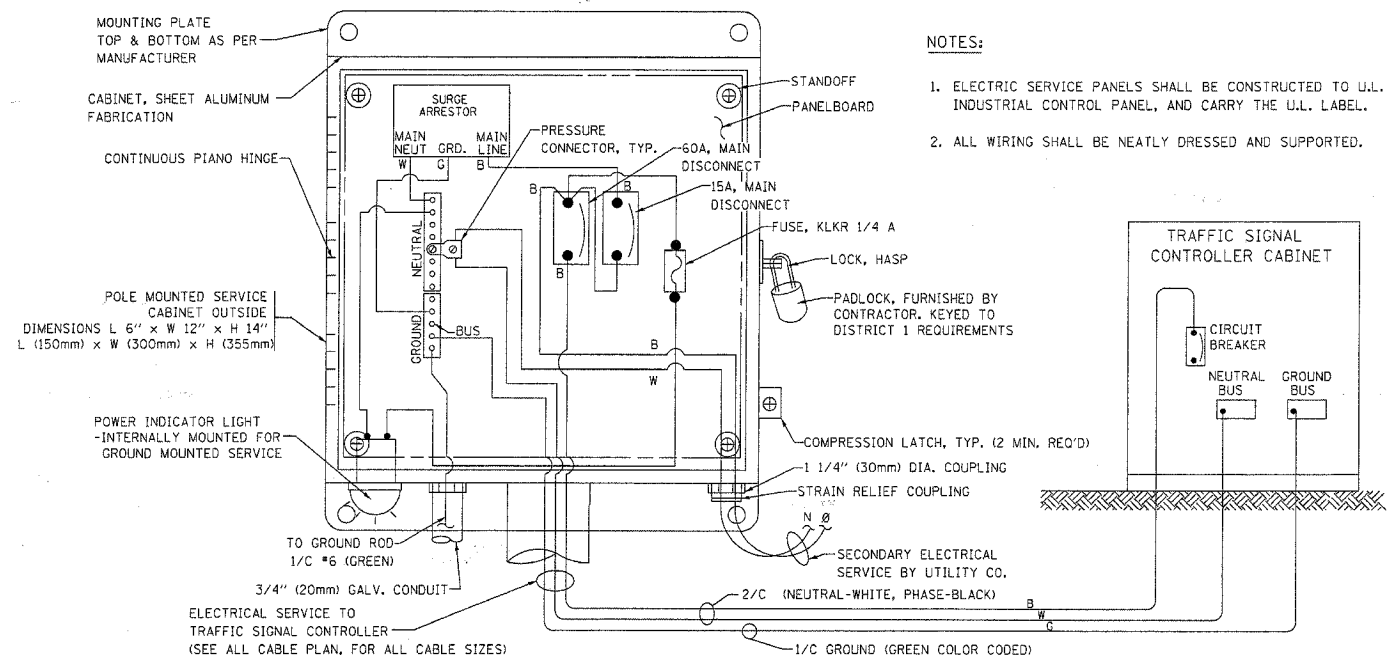 MOUNTING PLATE
TOP & BOTTOM AS PER
MANUFACTURER
CABINET, SHEET ALUMINUM
FABRICATION
CONTINUOUS PIANO HINGE
POLE MOUNTED SERVICE
CABINET OUTSIDE
DIMENSIONS L 6" x W 12" x H 14"
L (150mm) x W (300mm) x H (355mm)
POWER INDICATOR LIGHT
-INTERNALLY MOUNTED FOR
GROUND MOUNTED SERVICE
SURGE
ARRESTOR
MAIN
NEUT
GRD.
MAIN
LINE
W
G
B
PRESSURE
CONNECTOR, TYP.
NEUTRAL
GROUND
BUS
B
B
B
B
W
STANDOFF
PANELBOARD
60A, MAIN
DISCONNECT
15A, MAIN
DISCONNECT
FUSE, KLKR 1/4 A
LOCK, HASP
PADLOCK, FURNISHED BY
CONTRACTOR. KEYED TO
DISTRICT 1 REQUIREMENTS
COMPRESSION LATCH, TYP. (2 MIN. REQ'D)
1 1/4" (30mm) DIA. COUPLING
STRAIN RELIEF COUPLING
N Ø
SECONDARY ELECTRICAL
SERVICE BY UTILITY CO.
TO GROUND ROD
1/C #6 (GREEN)
3/4" (20mm) GALV. CONDUIT
ELECTRICAL SERVICE TO
TRAFFIC SIGNAL CONTROLLER
(SEE ALL CABLE PLAN, FOR ALL CABLE SIZES)
2/C (NEUTRAL-WHITE, PHASE-BLACK)
B
W
G
1/C GROUND (GREEN COLOR CODED)
NOTES:
1. ELECTRIC SERVICE PANELS SHALL BE CONSTRUCTED TO U.L.
INDUSTRIAL CONTROL PANEL, AND CARRY THE U.L. LABEL.
2. ALL WIRING SHALL BE NEATLY DRESSED AND SUPPORTED.
TRAFFIC SIGNAL
CONTROLLER CABINET
CIRCUIT
BREAKER
NEUTRAL
BUS
GROUND
BUS